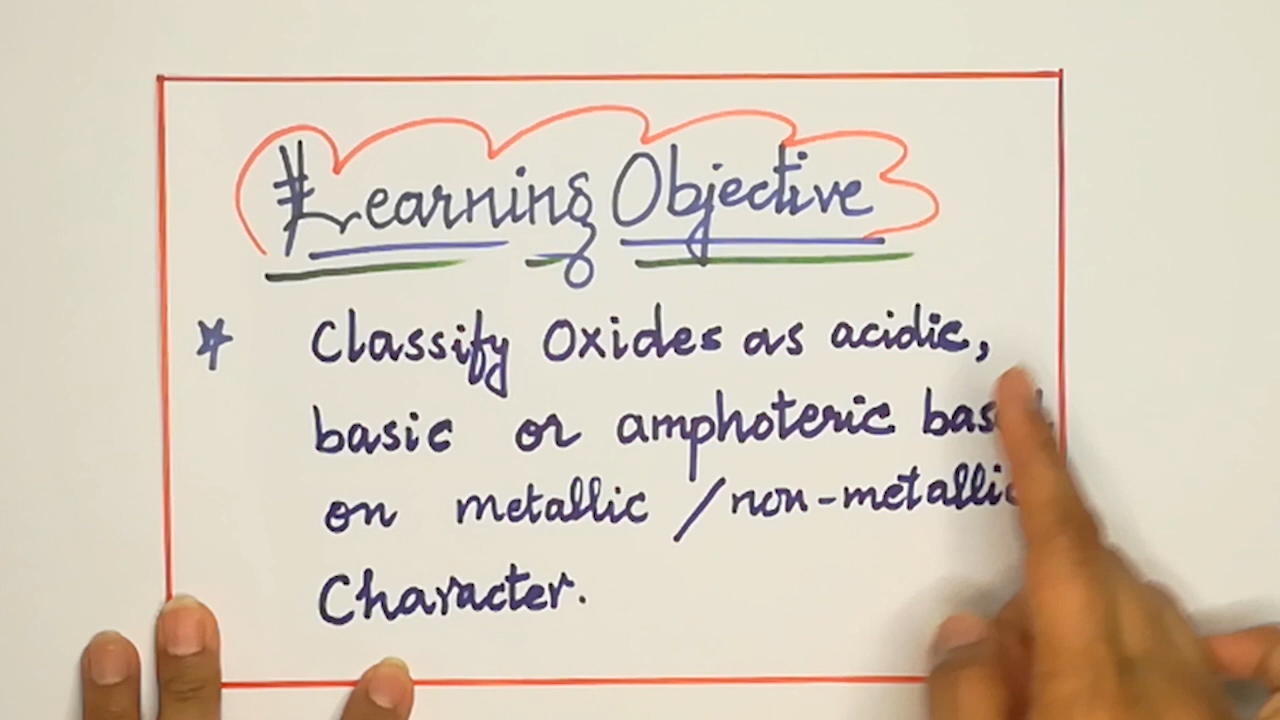 Learning Objective
Classify Oxides as acidic,
basic or amphoteric
on metallic / non-metallic
Character.